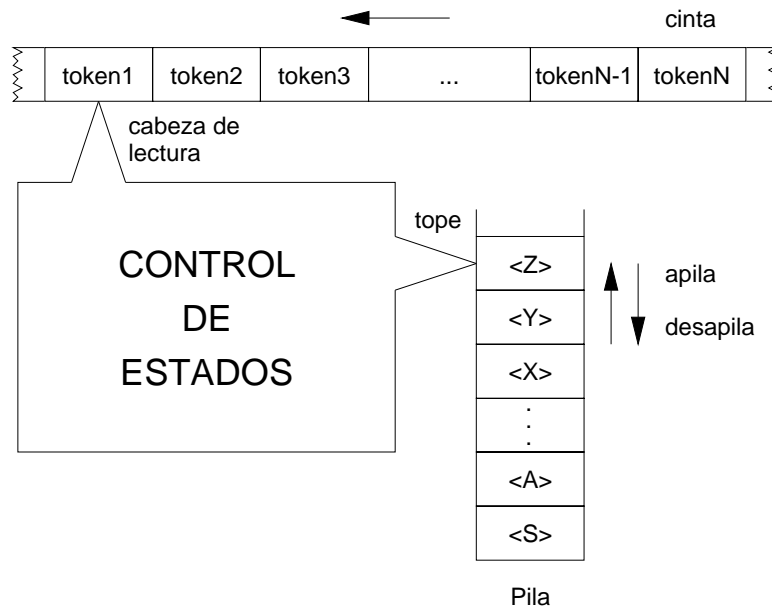 cinta
token1 token2 token3 ... tokenN-1 tokenN
cabeza de
lectura
tope
CONTROL
DE
ESTADOS
<Z>
<Y>
<X>
.
.
.
<A>
<S>
apila
desapila
Pila